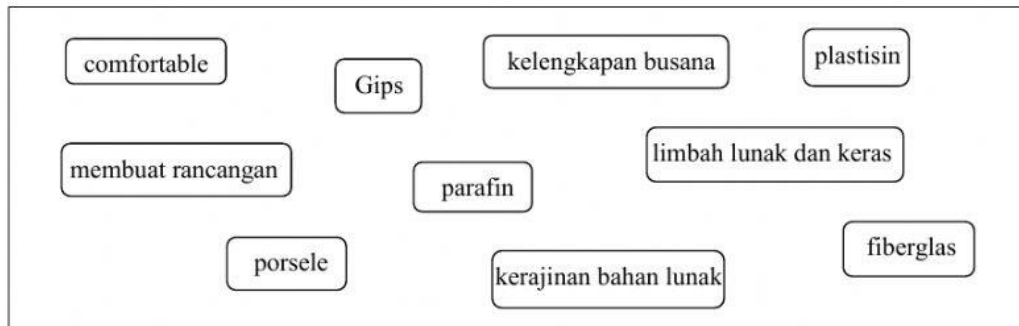 comfortable
Gips
kelengkapan busana
plastisin
membuat rancangan
parafin
limbah lunak dan keras
porsele
kerajinan bahan lunak
fiberglas